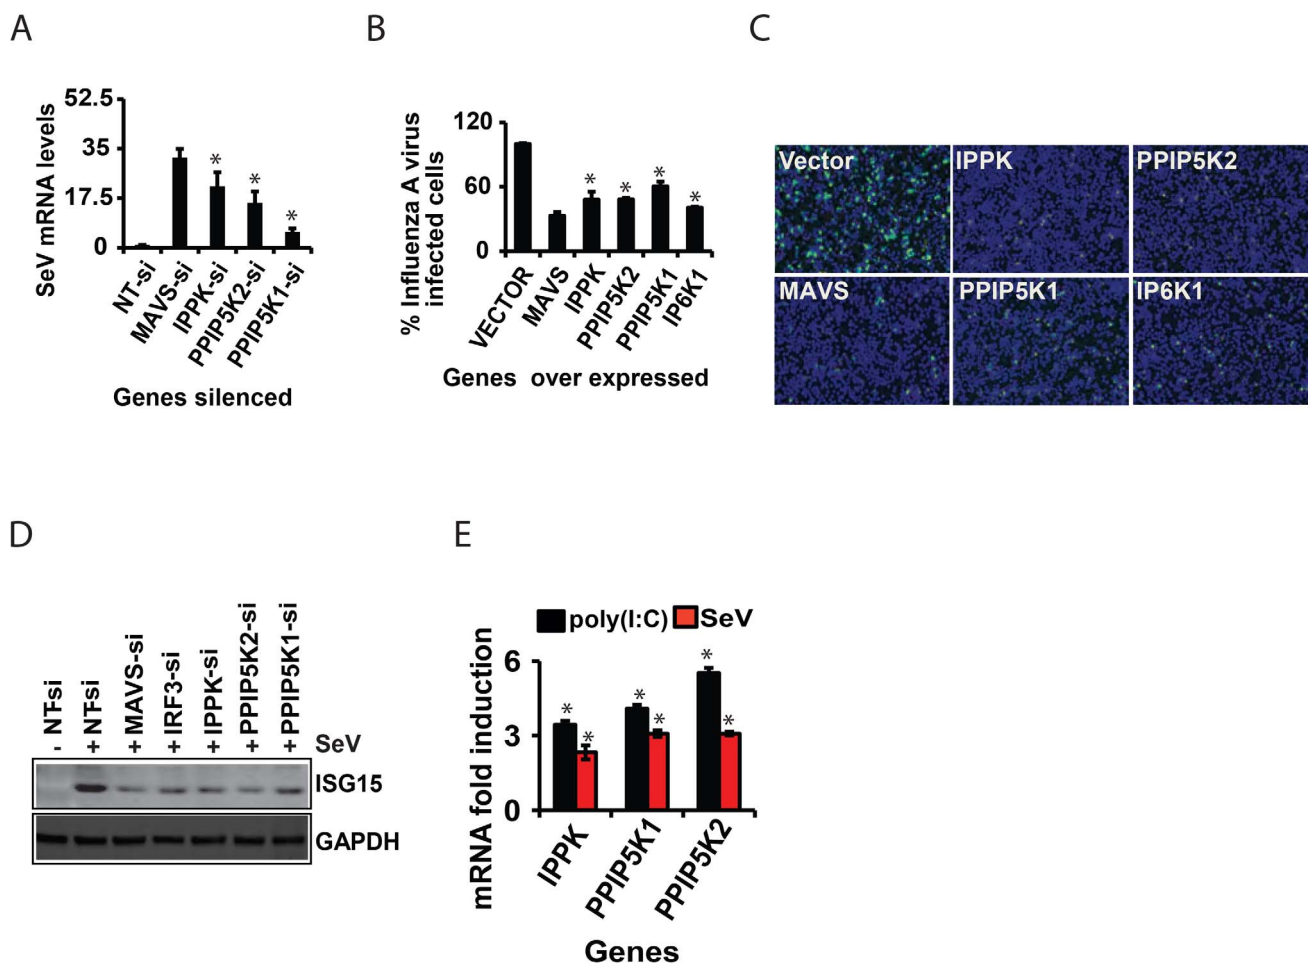 A
SeV mRNA levels
52.5
35
17.5
0
*
*
*
NT-si
MAVS-si
IPPK-si
PPIP5K2-si
PPIP5K1-si
Genes silenced
B
% Influenza A virus
infected cells
120
60
0
*
*
*
*
VECTOR
MAVS
IPPK
PPIP5K2
PPIP5K1
IP6K1
Genes over expressed
C
Vector
IPPK
PPIP5K2
MAVS
PPIP5K1
IP6K1
D
NT-si
NT-si
MAVS-si
IRF3-si
IPPK-si
PPIP5K2-si
PPIP5K1-si
- + + + + + + SeV
ISG15
GAPDH
E
poly(I:C) SeV
mRNA fold induction
6
3
0
*
*
*
*
*
*
IPPK
PPIP5K1
PPIP5K2
Genes